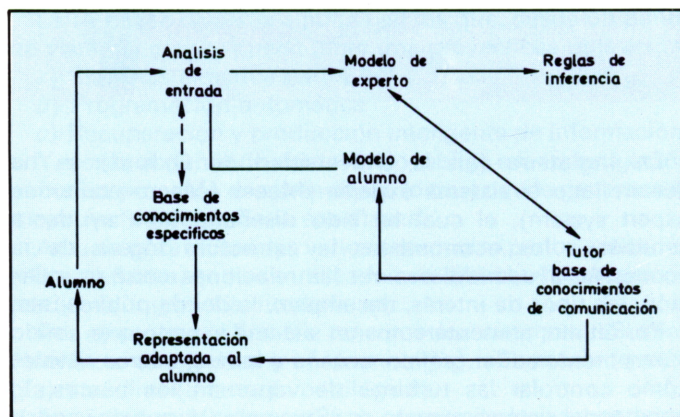 Analisis
de
entrada
Modelo
de
experto
Reglas
de
inferencia
Modelo
de
alumno
Base
de
conocimientos
especificos
Alumno
Tutor
base
de
conocimientos
de comunicación
Representación
adaptada al
alumno